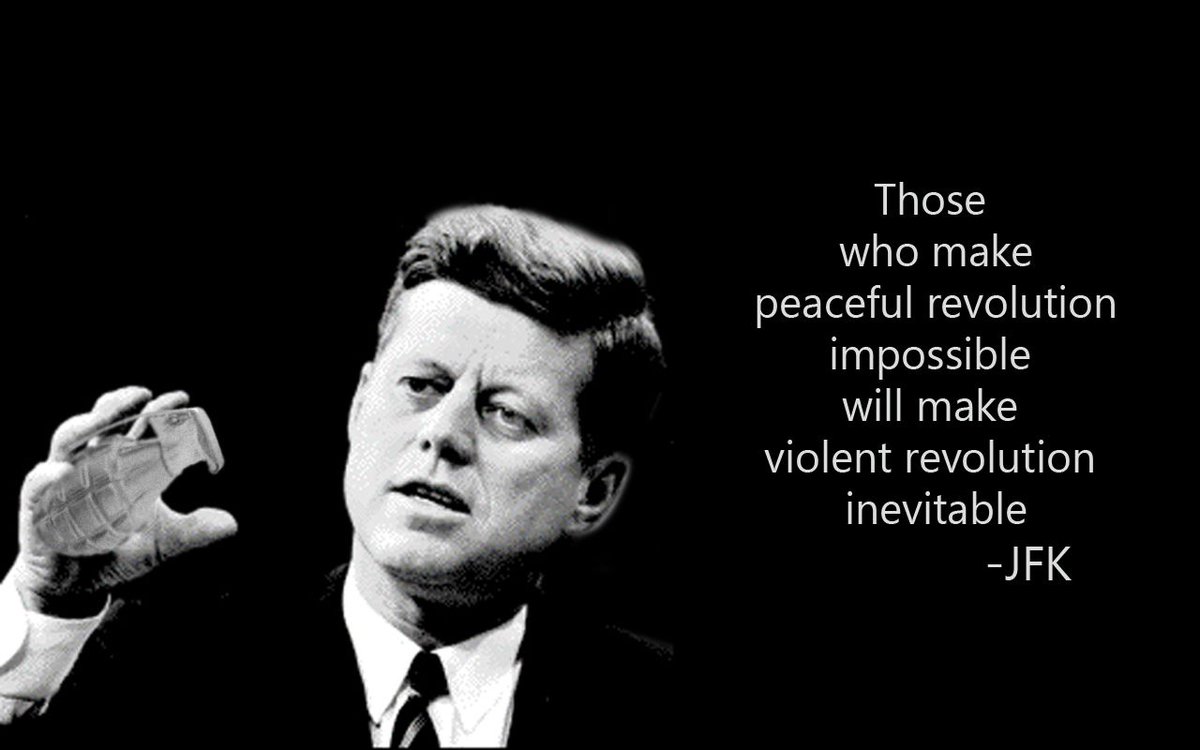 Those
who make
peaceful revolution
impossible
will make
violent revolution
inevitable
-JFK